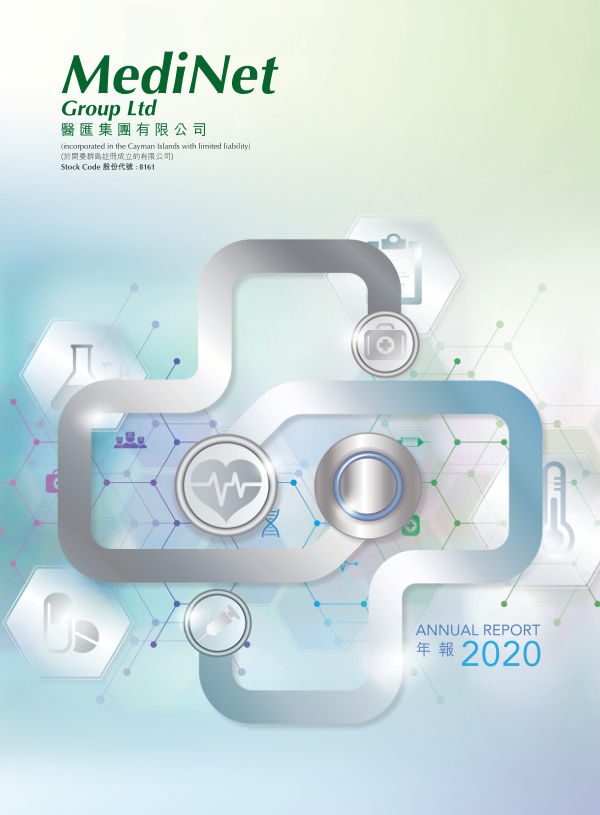 MediNet
Group Ltd
醫匯集團有限公司
(incorporated in the Cayman Islands with limited liability)
(於開曼群島註冊成立的有限公司)
Stock Code 股份代號 : 8161
ANNUAL REPORT
年報 2020